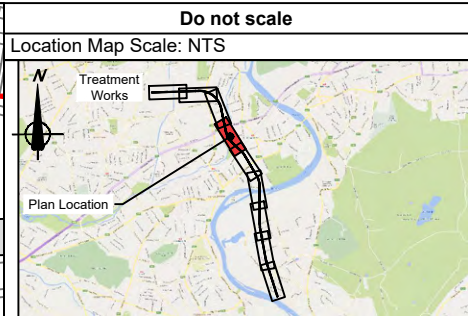 Do not scale
Location Map Scale: NTS
N
Treatment
Works
Plan Location